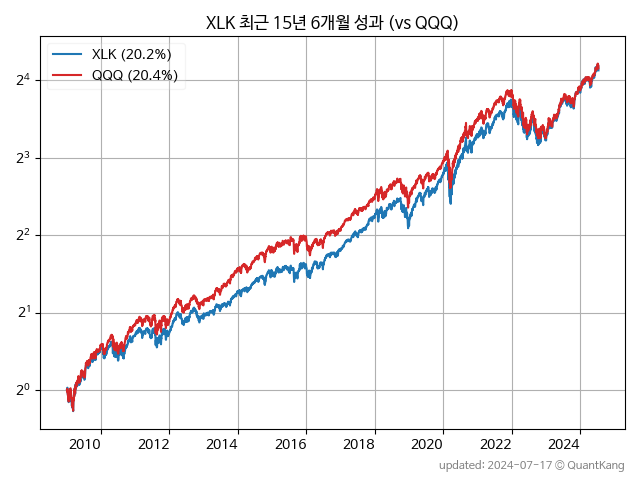 XLK 최근 15년 6개월 성과 (vs QQQ)
XLK (20.2%)
QQQ (20.4%)
2⁴
2³
2²
2¹
2⁰
2010 2012 2014 2016 2018 2020 2022 2024
updated: 2024-07-17 © QuantKang